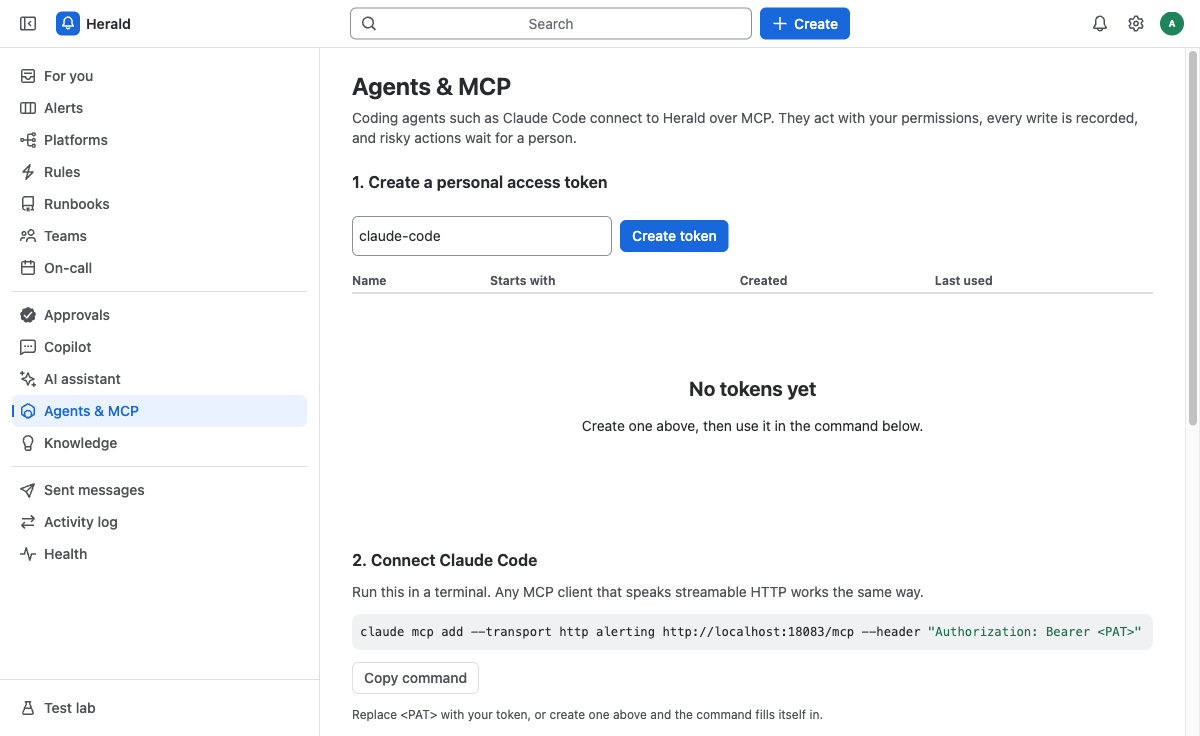 Herald
Search
Create
A
For you
Alerts
Platforms
Rules
Runbooks
Teams
On-call
Approvals
Copilot
AI assistant
Agents & MCP
Knowledge
Sent messages
Activity log
Health
Test lab
Agents & MCP
Coding agents such as Claude Code connect to Herald over MCP. They act with your permissions, every write is recorded,
and risky actions wait for a person.
1. Create a personal access token
claude-code
Create token
Name Starts with Created Last used
No tokens yet
Create one above, then use it in the command below.
2. Connect Claude Code
Run this in a terminal. Any MCP client that speaks streamable HTTP works the same way.
claude mcp add --transport http alerting http://localhost:18083/mcp --header "Authorization: Bearer <PAT>"
Copy command
Replace <PAT> with your token, or create one above and the command fills itself in.